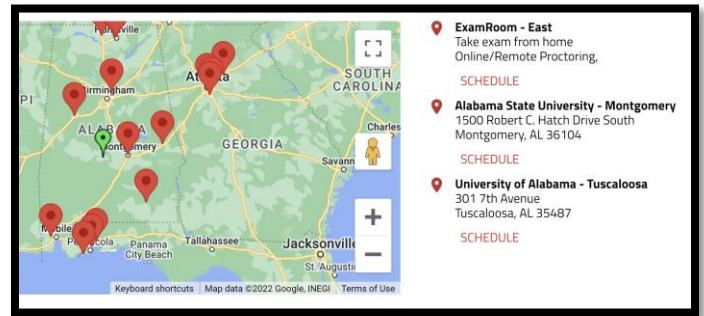 Birmingham
ALABAMA
Montgomery
Mobile
Pensacola
Panama
City Beach
Tallahassee
Atlanta
GEORGIA
SOUTH
CAROLINA
Charles
Savann
Jacksonville
St. Augusti
Keyboard shortcuts
Map data ©2022 Google, INEGI
Terms of Use
ExamRoom - East
Take exam from home
Online/Remote Proctoring,
SCHEDULE
Alabama State University - Montgomery
1500 Robert C. Hatch Drive South
Montgomery, AL 36104
SCHEDULE
University of Alabama - Tuscaloosa
301 7th Avenue
Tuscaloosa, AL 35487
SCHEDULE